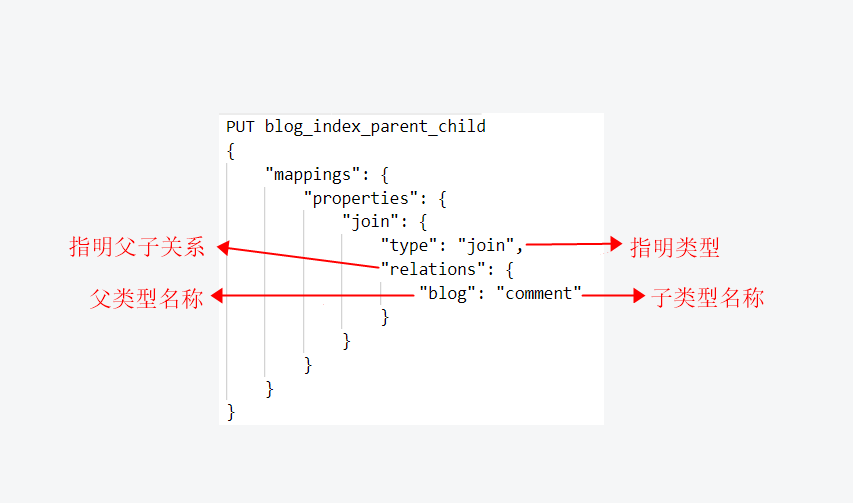 PUT blog_index_parent_child
{
"mappings": {
"properties": {
"join": {
指明父子关系
"type": "join",
指明类型
"relations": {
父类型名称
"blog": "comment"
子类型名称
}
}
}
}
}